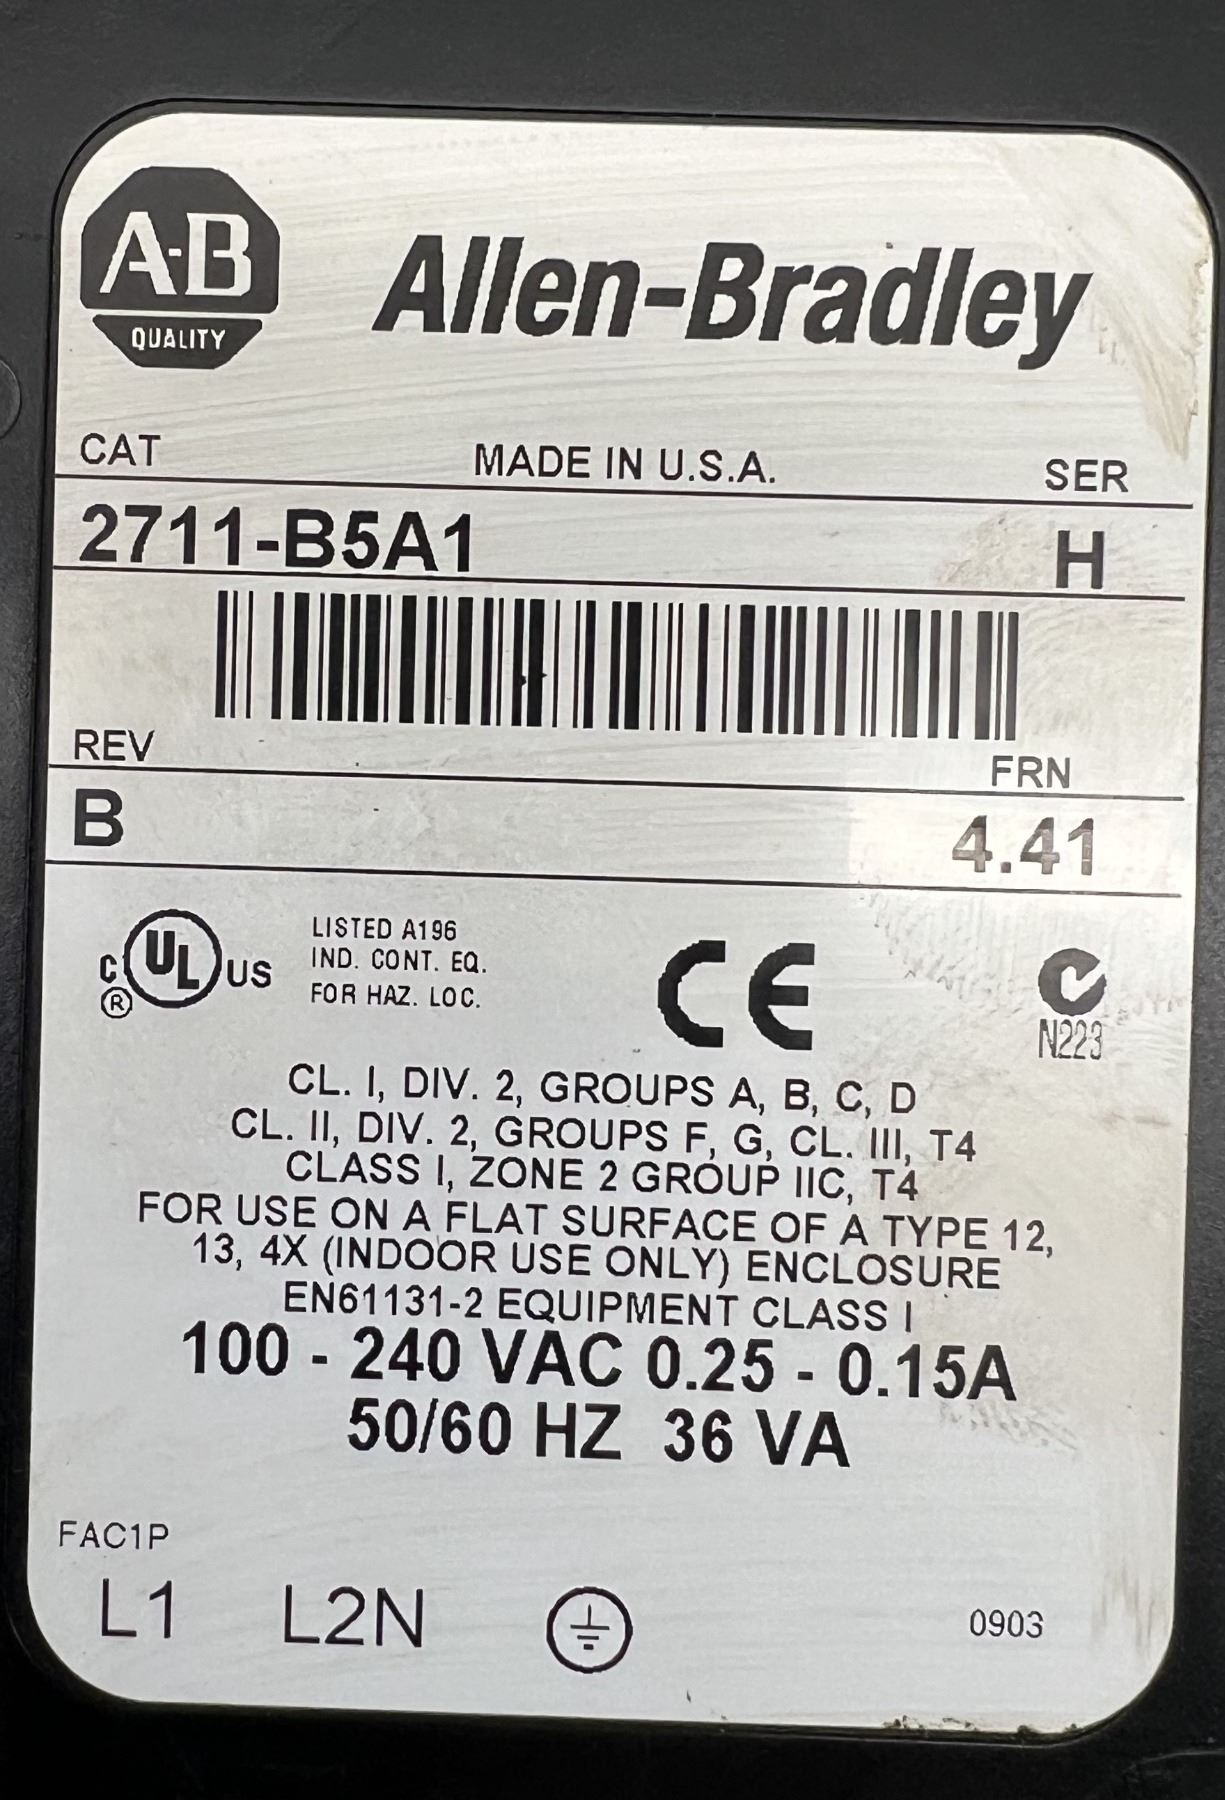 A-B
QUALITY
Allen-Bradley
CAT MADE IN U.S.A. SER
2711-B5A1 H
REV FRN
B 4.41
C UL US
®
LISTED A196
IND. CONT. EQ.
FOR HAZ. LOC.
CE
N223
CL. I, DIV. 2, GROUPS A, B, C, D
CL. II, DIV. 2, GROUPS F, G, CL. III, T4
CLASS I, ZONE 2 GROUP IIC, T4
FOR USE ON A FLAT SURFACE OF A TYPE 12,
13, 4X (INDOOR USE ONLY) ENCLOSURE
EN61131-2 EQUIPMENT CLASS I
100 - 240 VAC 0.25 - 0.15A
50/60 HZ 36 VA
FAC1P
L1 L2N 0903